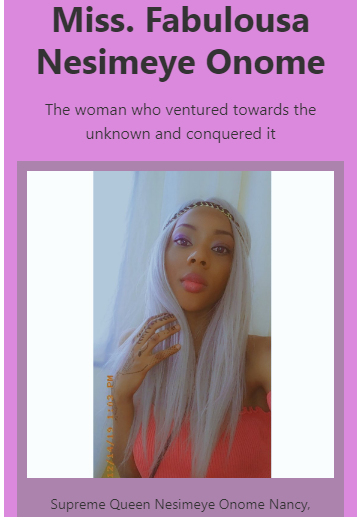 Miss. Fabulousa
Nesimeye Onome
The woman who ventured towards the
unknown and conquered it
Supreme Queen Nesimeye Onome Nancy,